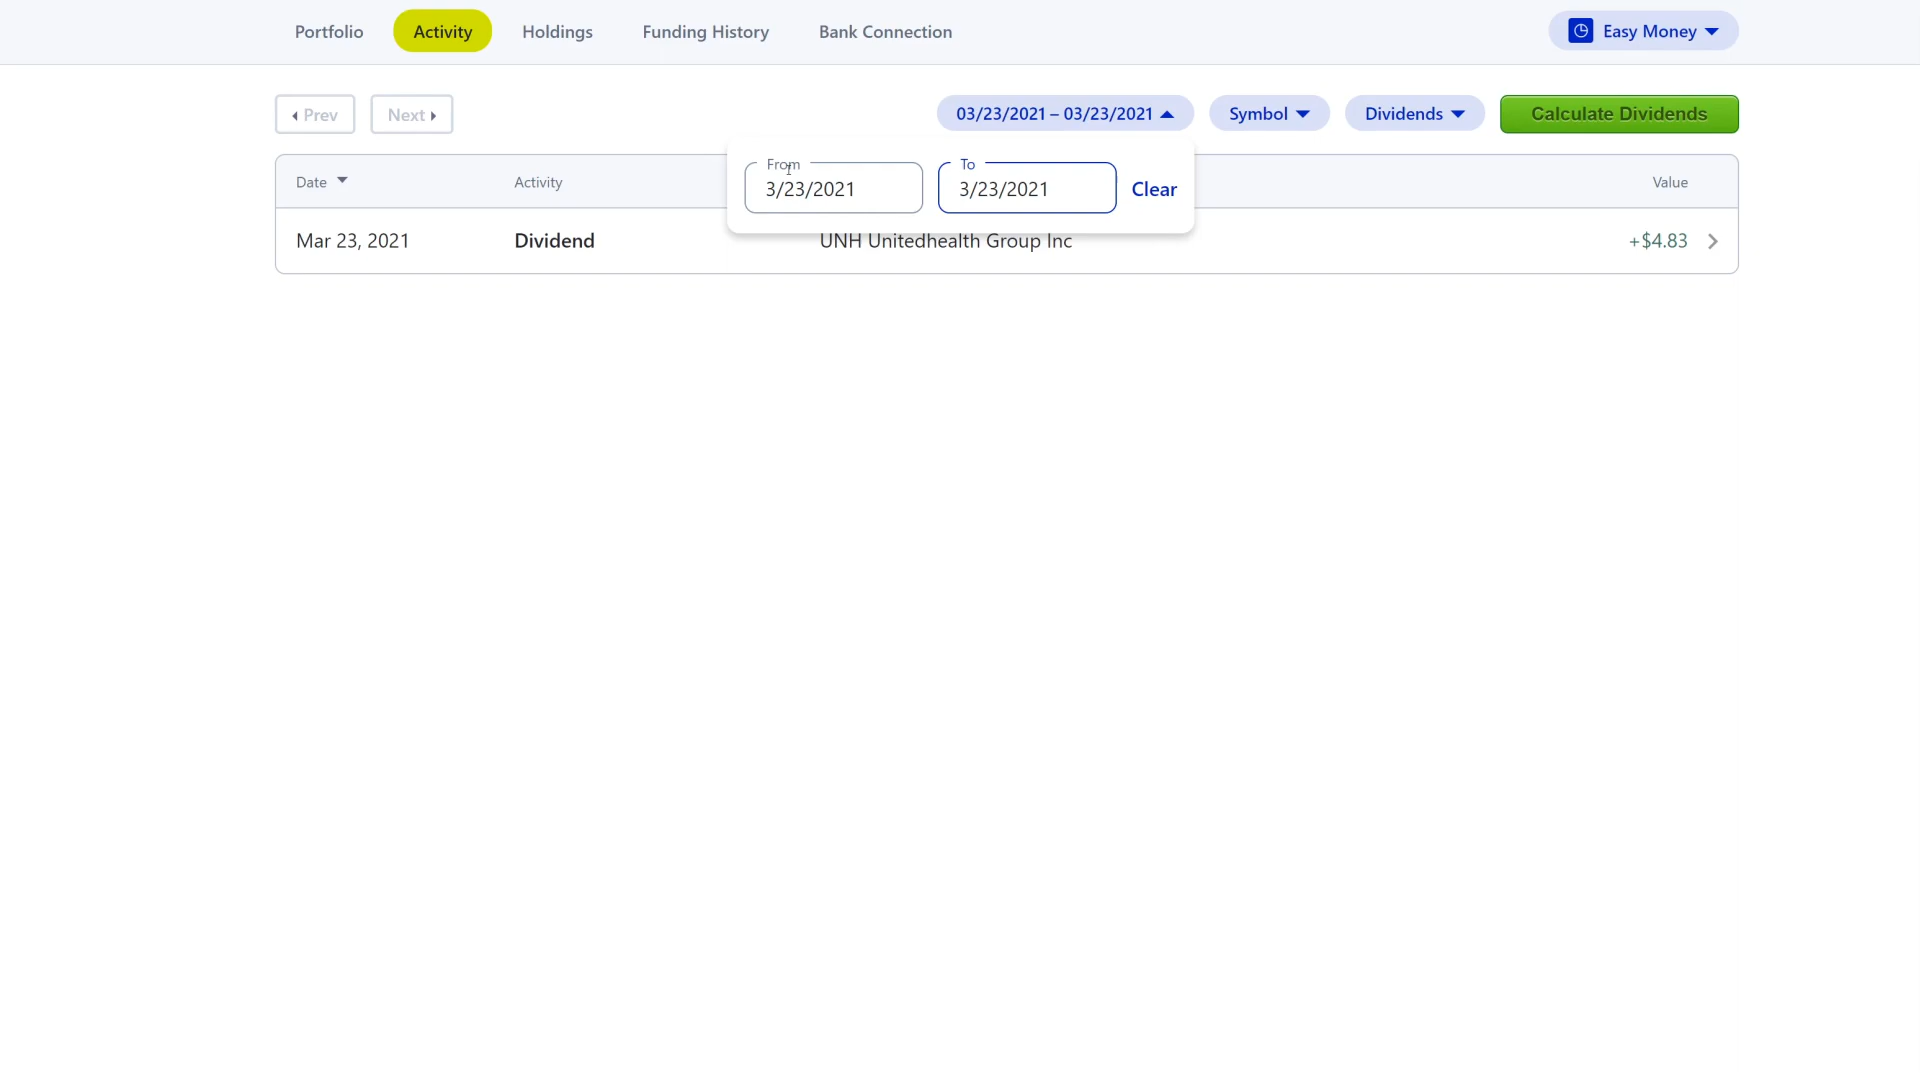 Portfolio Activity Holdings Funding History Bank Connection Easy Money
Prev Next 03/23/2021 – 03/23/2021 Symbol Dividends Calculate Dividends
From To
3/23/2021 3/23/2021 Clear
Date Activity Value
Mar 23, 2021 Dividend UNH Unitedhealth Group Inc +$4.83